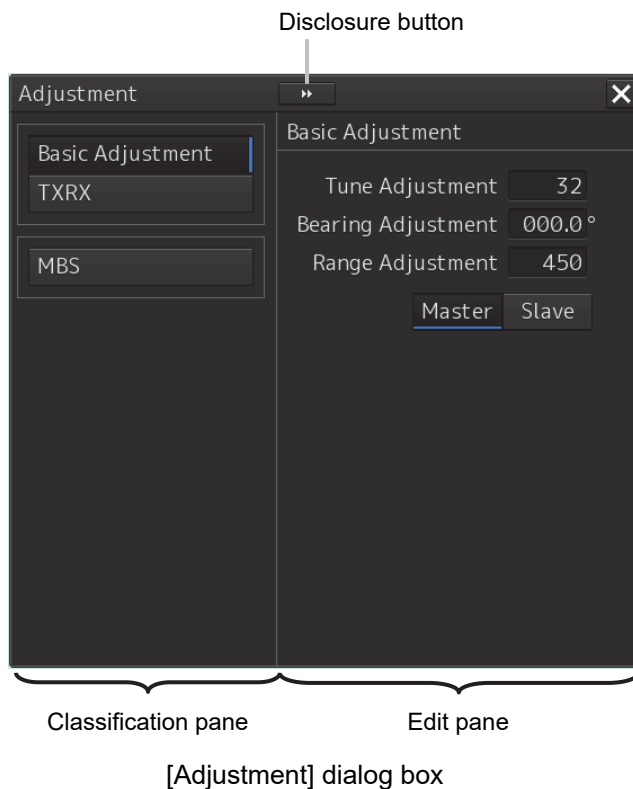 Disclosure button
Adjustment
Basic Adjustment
TXRX
MBS
Basic Adjustment
Tune Adjustment 32
Bearing Adjustment 000.0°
Range Adjustment 450
Master Slave
Classification pane
Edit pane
[Adjustment] dialog box